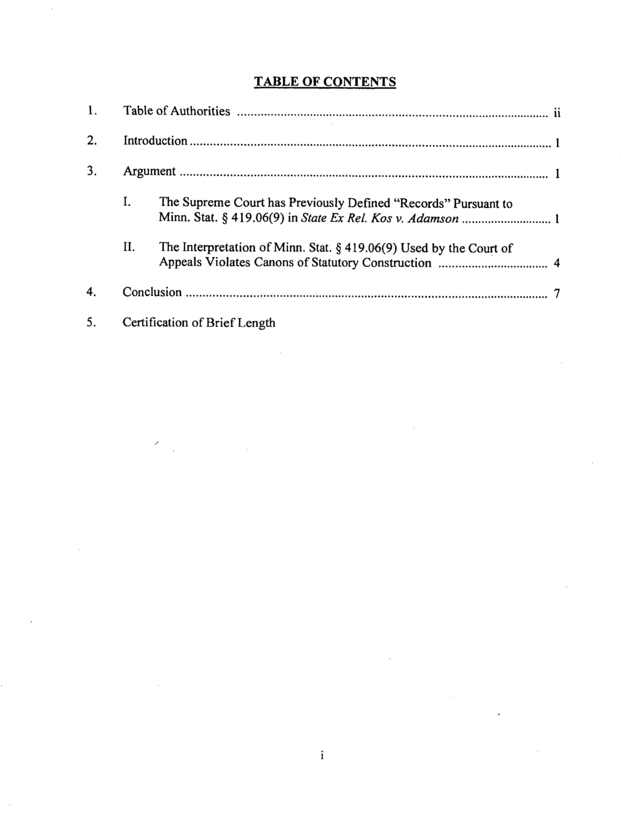 TABLE OF CONTENTS
1. Table of Authorities ........ ii
2. Introduction ........ 1
3. Argument ........ 1
I. The Supreme Court has Previously Defined “Records” Pursuant to
Minn. Stat. § 419.06(9) in State Ex Rel. Kos v. Adamson ........ 1
II. The Interpretation of Minn. Stat. § 419.06(9) Used by the Court of
Appeals Violates Canons of Statutory Construction ........ 4
4. Conclusion ........ 7
5. Certification of Brief Length
i